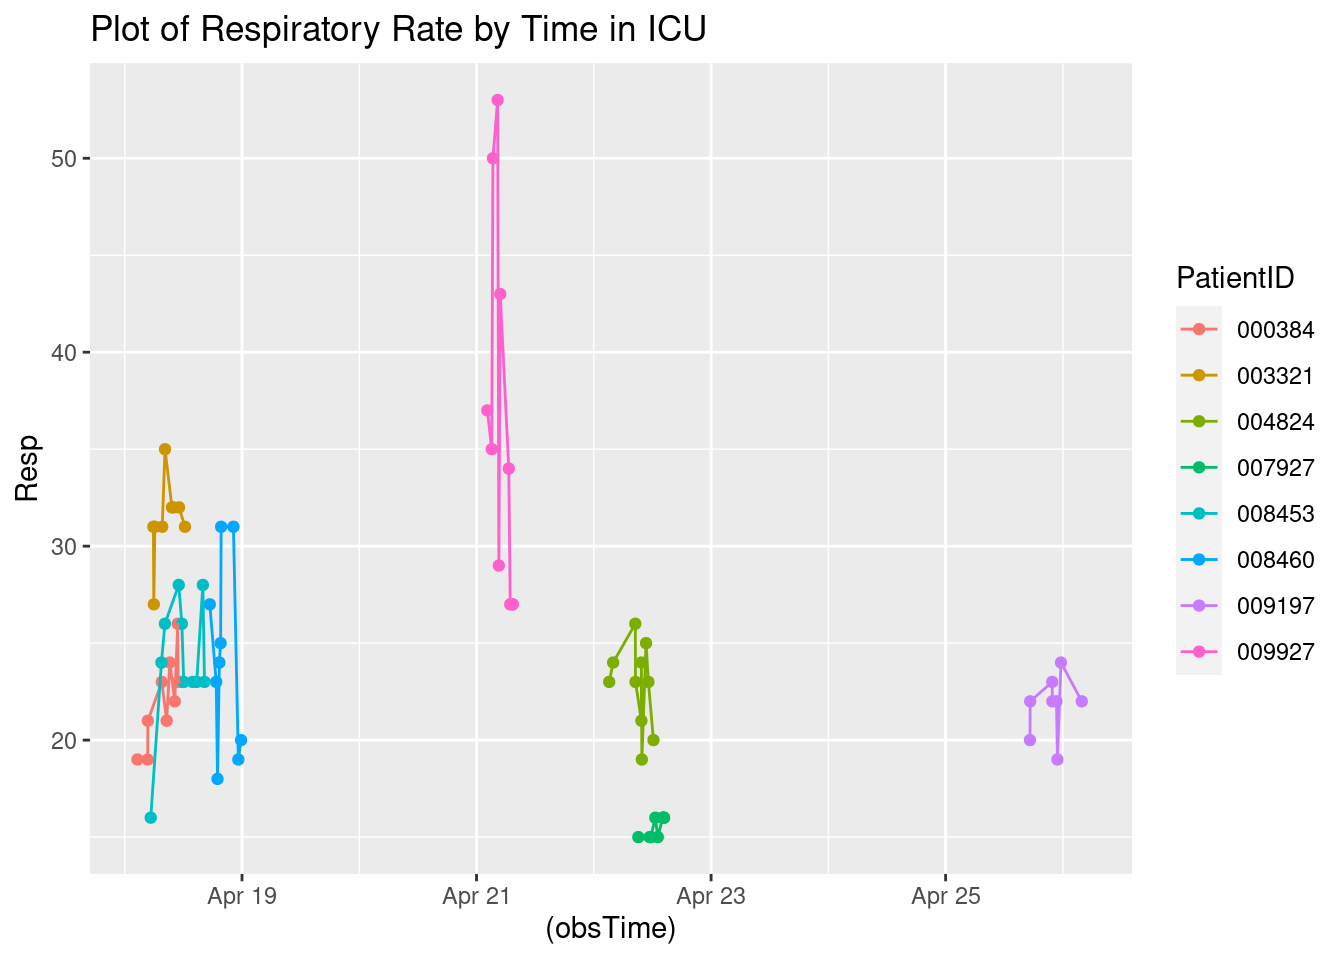 Plot of Respiratory Rate by Time in ICU
Resp
50
40
30
20
Apr 19
Apr 21
Apr 23
Apr 25
(obsTime)
PatientID
000384
003321
004824
007927
008453
008460
009197
009927